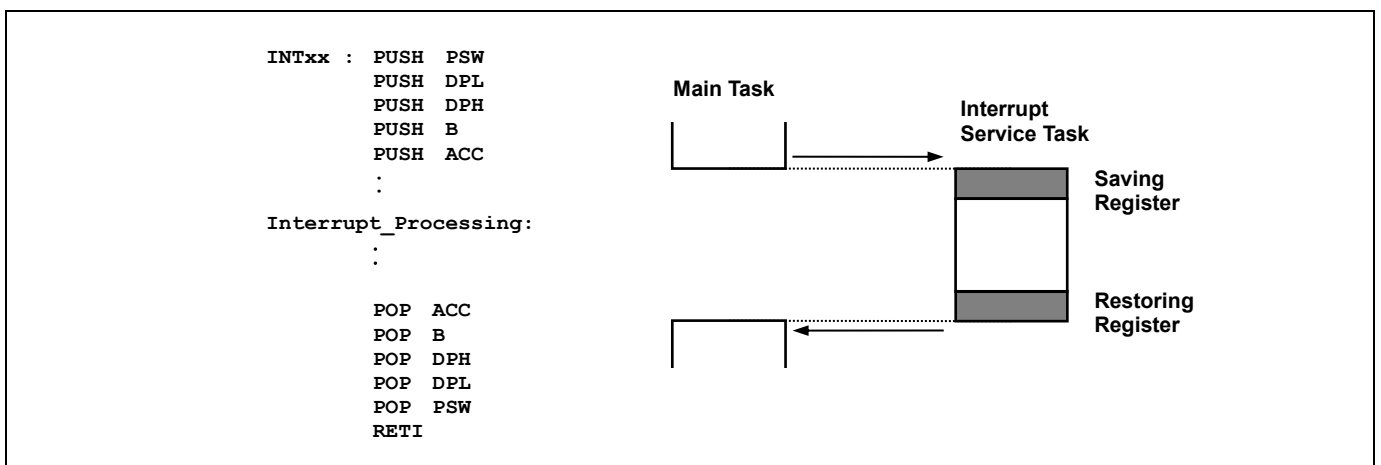 INTxx : PUSH PSW
PUSH DPL
PUSH DPH
PUSH B
PUSH ACC
:
Interrupt_Processing:
:
POP ACC
POP B
POP DPH
POP DPL
POP PSW
RETI
Main Task
Interrupt
Service Task
Saving
Register
Restoring
Register